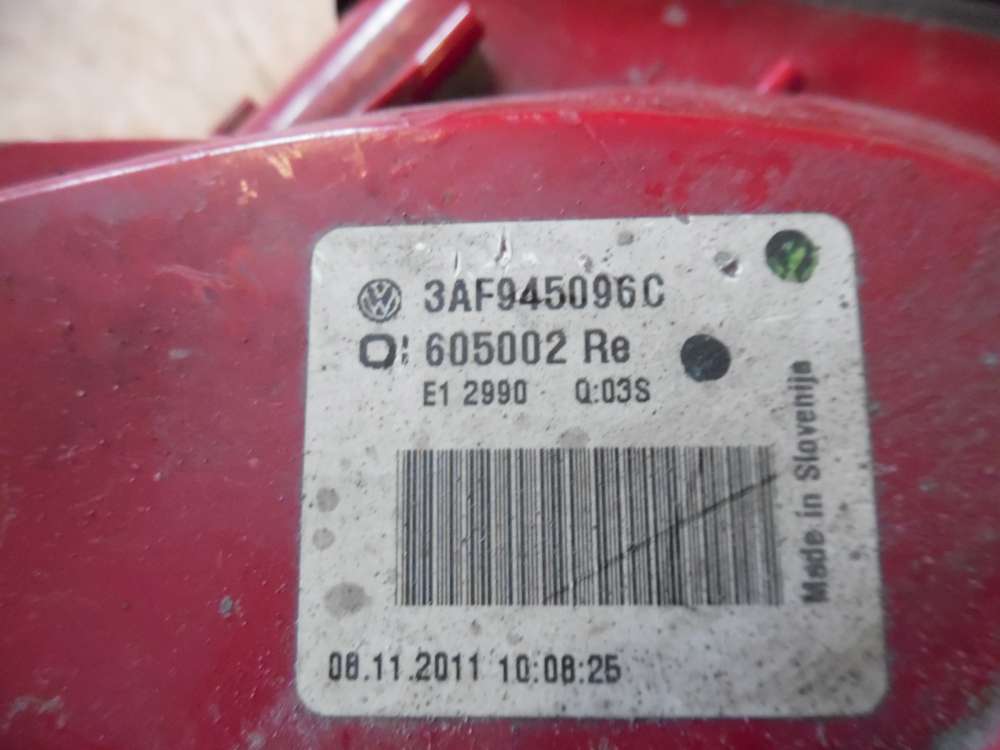 3AF945096C
605002 Re
E1 2990 Q:03S
Made in Slovenija
08.11.2011 10:08:25